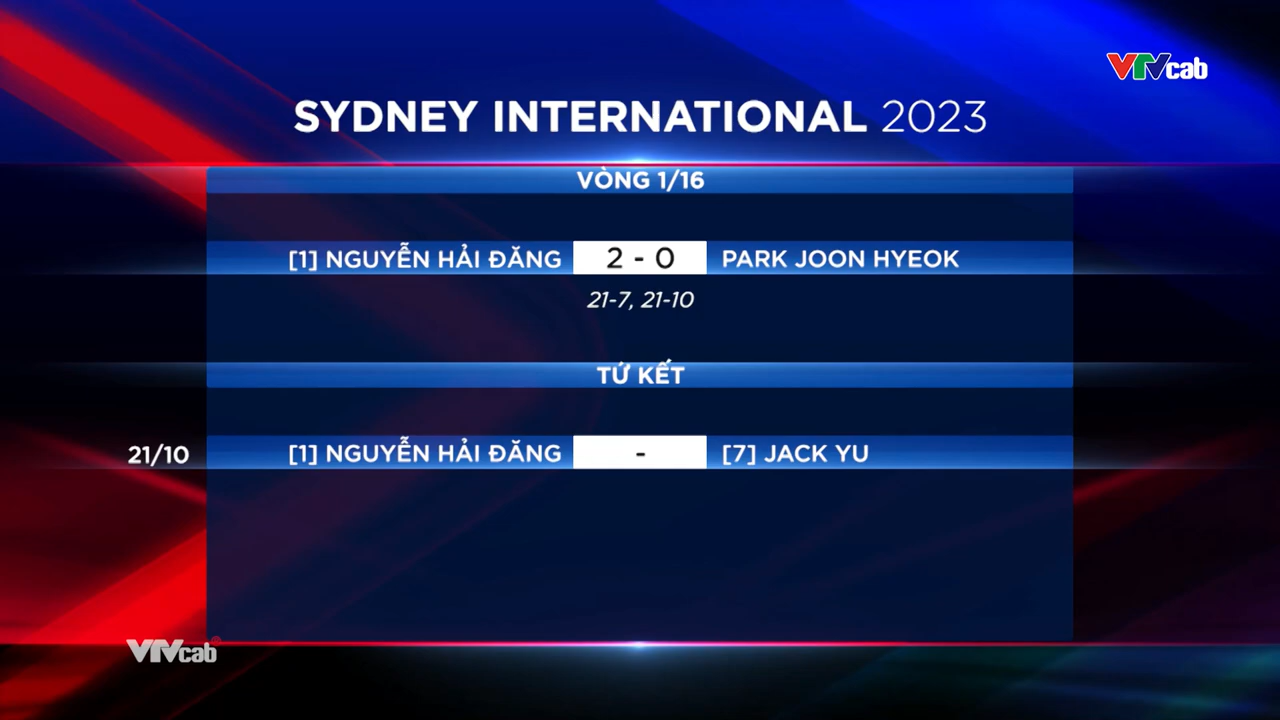 VTVcab
SYDNEY INTERNATIONAL 2023
VÒNG 1/16
[1] NGUYỄN HẢI ĐĂNG 2 - 0 PARK JOON HYEOK
21-7, 21-10
TỨ KẾT
21/10 [1] NGUYỄN HẢI ĐĂNG - [7] JACK YU
VTVcab